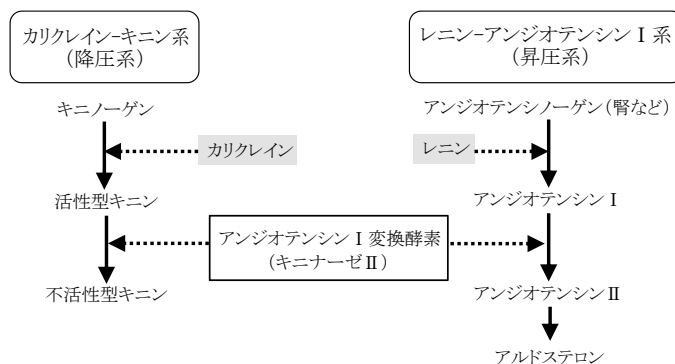 カリクレイン-キニン系
(降圧系)
レニン-アンジオテンシンⅠ系
(昇圧系)
キニノーゲン
アンジオテンシノーゲン(腎など)
カリクレイン
レニン
活性型キニン
アンジオテンシンⅠ
アンジオテンシンⅠ変換酵素
(キニナーゼⅡ)
不活性型キニン
アンジオテンシンⅡ
アルドステロン